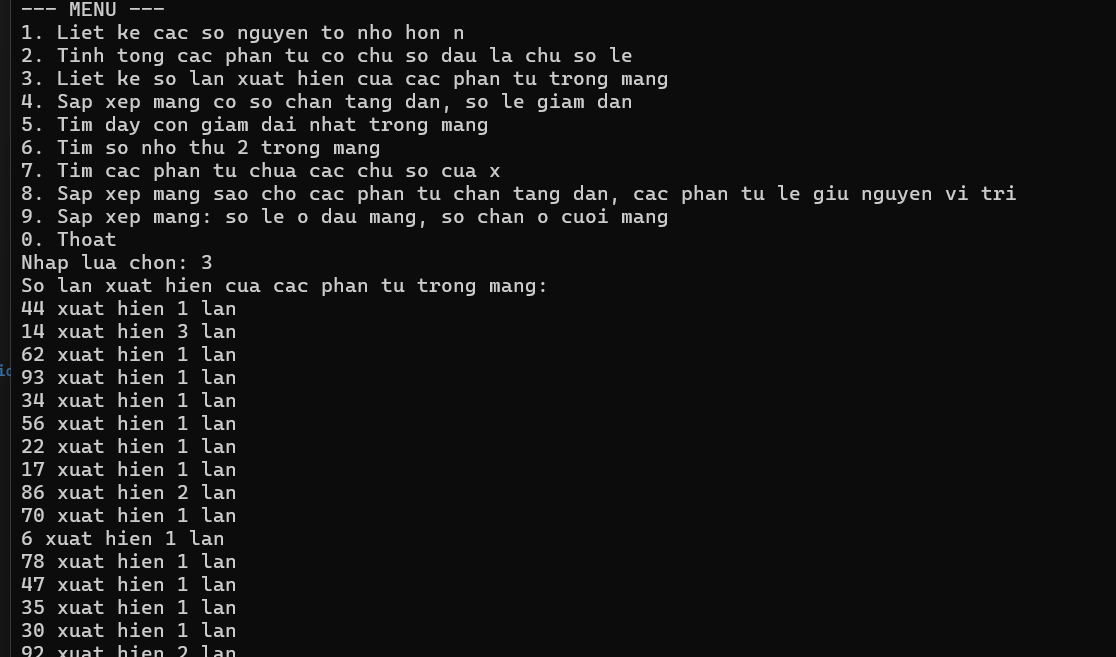 --- MENU ---
1. Liet ke cac so nguyen to nho hon n
2. Tinh tong cac phan tu co chu so dau la chu so le
3. Liet ke so lan xuat hien cua cac phan tu trong mang
4. Sap xep mang co so chan tang dan, so le giam dan
5. Tim day con giam dai nhat trong mang
6. Tim so nho thu 2 trong mang
7. Tim cac phan tu chua cac chu so cua x
8. Sap xep mang sao cho cac phan tu chan tang dan, cac phan tu le giu nguyen vi tri
9. Sap xep mang: so le o dau mang, so chan o cuoi mang
0. Thoat
Nhap lua chon: 3
So lan xuat hien cua cac phan tu trong mang:
44 xuat hien 1 lan
14 xuat hien 3 lan
62 xuat hien 1 lan
93 xuat hien 1 lan
34 xuat hien 1 lan
56 xuat hien 1 lan
22 xuat hien 1 lan
17 xuat hien 1 lan
86 xuat hien 2 lan
70 xuat hien 1 lan
6 xuat hien 1 lan
78 xuat hien 1 lan
47 xuat hien 1 lan
35 xuat hien 1 lan
30 xuat hien 1 lan
92 xuat hien 2 lan